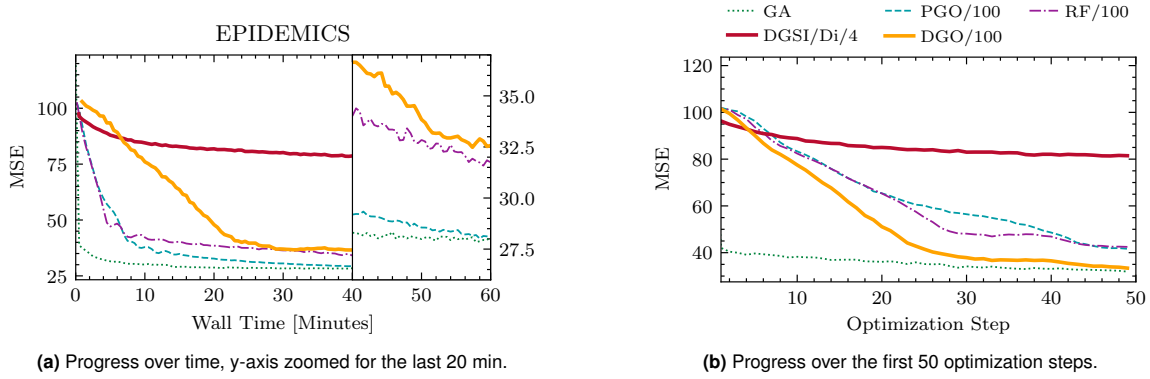 EPIDEMICS
MSE
100
75
50
25
35.0
32.5
30.0
27.5
0 10 20 30 40 50 60
Wall Time [Minutes]
(a) Progress over time, y-axis zoomed for the last 20 min.
GA PGO/100 RF/100
DGSI/Di/4 DGO/100
MSE
120
100
80
60
40
10 20 30 40 50
Optimization Step
(b) Progress over the first 50 optimization steps.